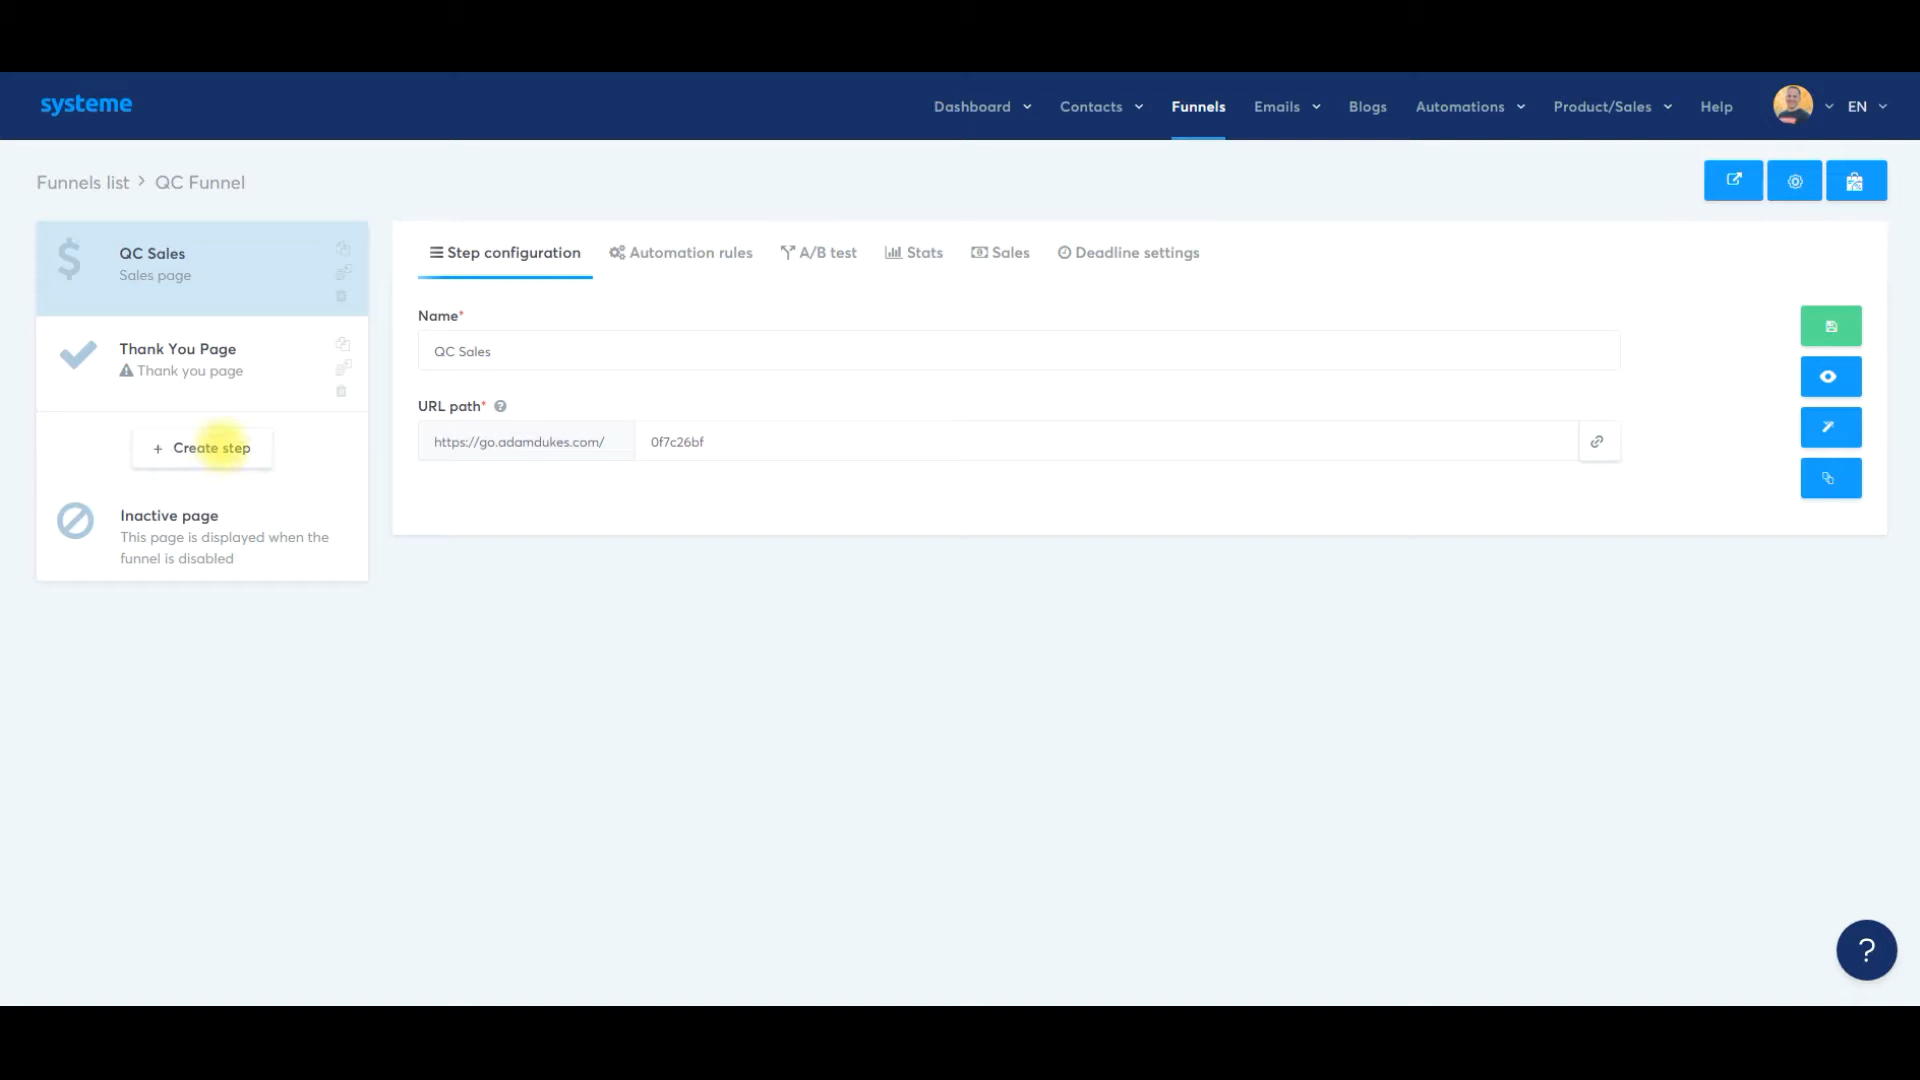 systeme
Dashboard
Contacts
Funnels
Emails
Blogs
Automations
Product/Sales
Help
EN
Funnels list > QC Funnel
QC Sales
Sales page
Thank You Page
Thank you page
+ Create step
Inactive page
This page is displayed when the
funnel is disabled
Step configuration
Automation rules
A/B test
Stats
Sales
Deadline settings
Name*
QC Sales
URL path* ?
https://go.adamdukes.com/ 0f7c26bf
?